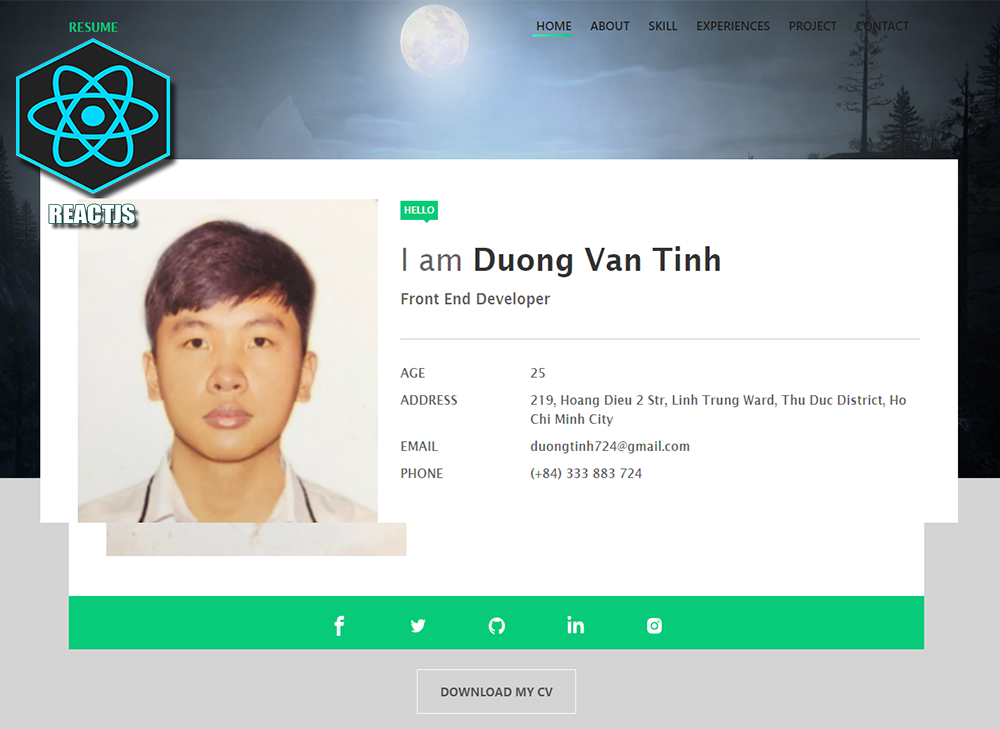 RESUME
HOME ABOUT SKILL EXPERIENCES PROJECT CONTACT
REACTJS
HELLO
I am Duong Van Tinh
Front End Developer
AGE 25
ADDRESS 219, Hoang Dieu 2 Str, Linh Trung Ward, Thu Duc District, Ho
Chi Minh City
EMAIL duongtinh724@gmail.com
PHONE (+84) 333 883 724
DOWNLOAD MY CV